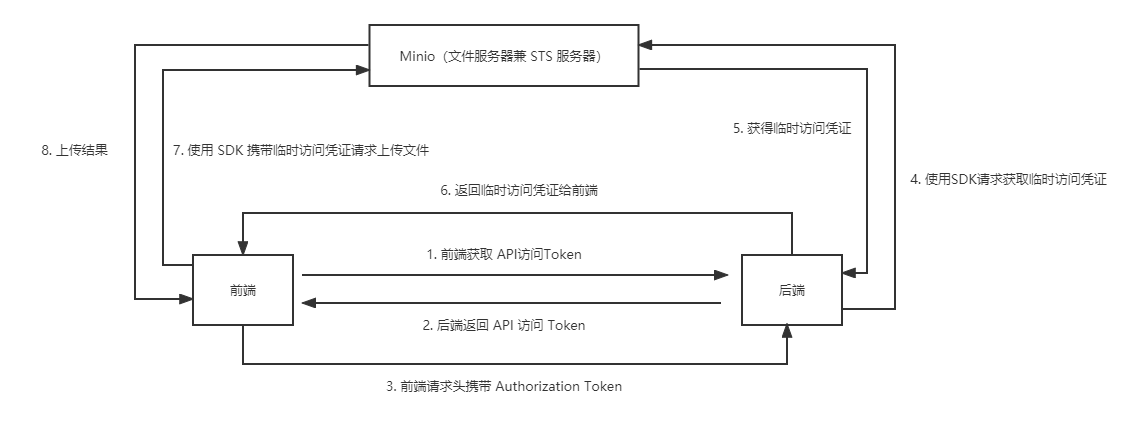 Minio（文件服务器兼 STS 服务器）
5. 获得临时访问凭证
8. 上传结果
7. 使用 SDK 携带临时访问凭证请求上传文件
4. 使用SDK请求获取临时访问凭证
6. 返回临时访问凭证给前端
1. 前端获取 API访问Token
前端
后端
2. 后端返回 API 访问 Token
3. 前端请求头携带 Authorization Token